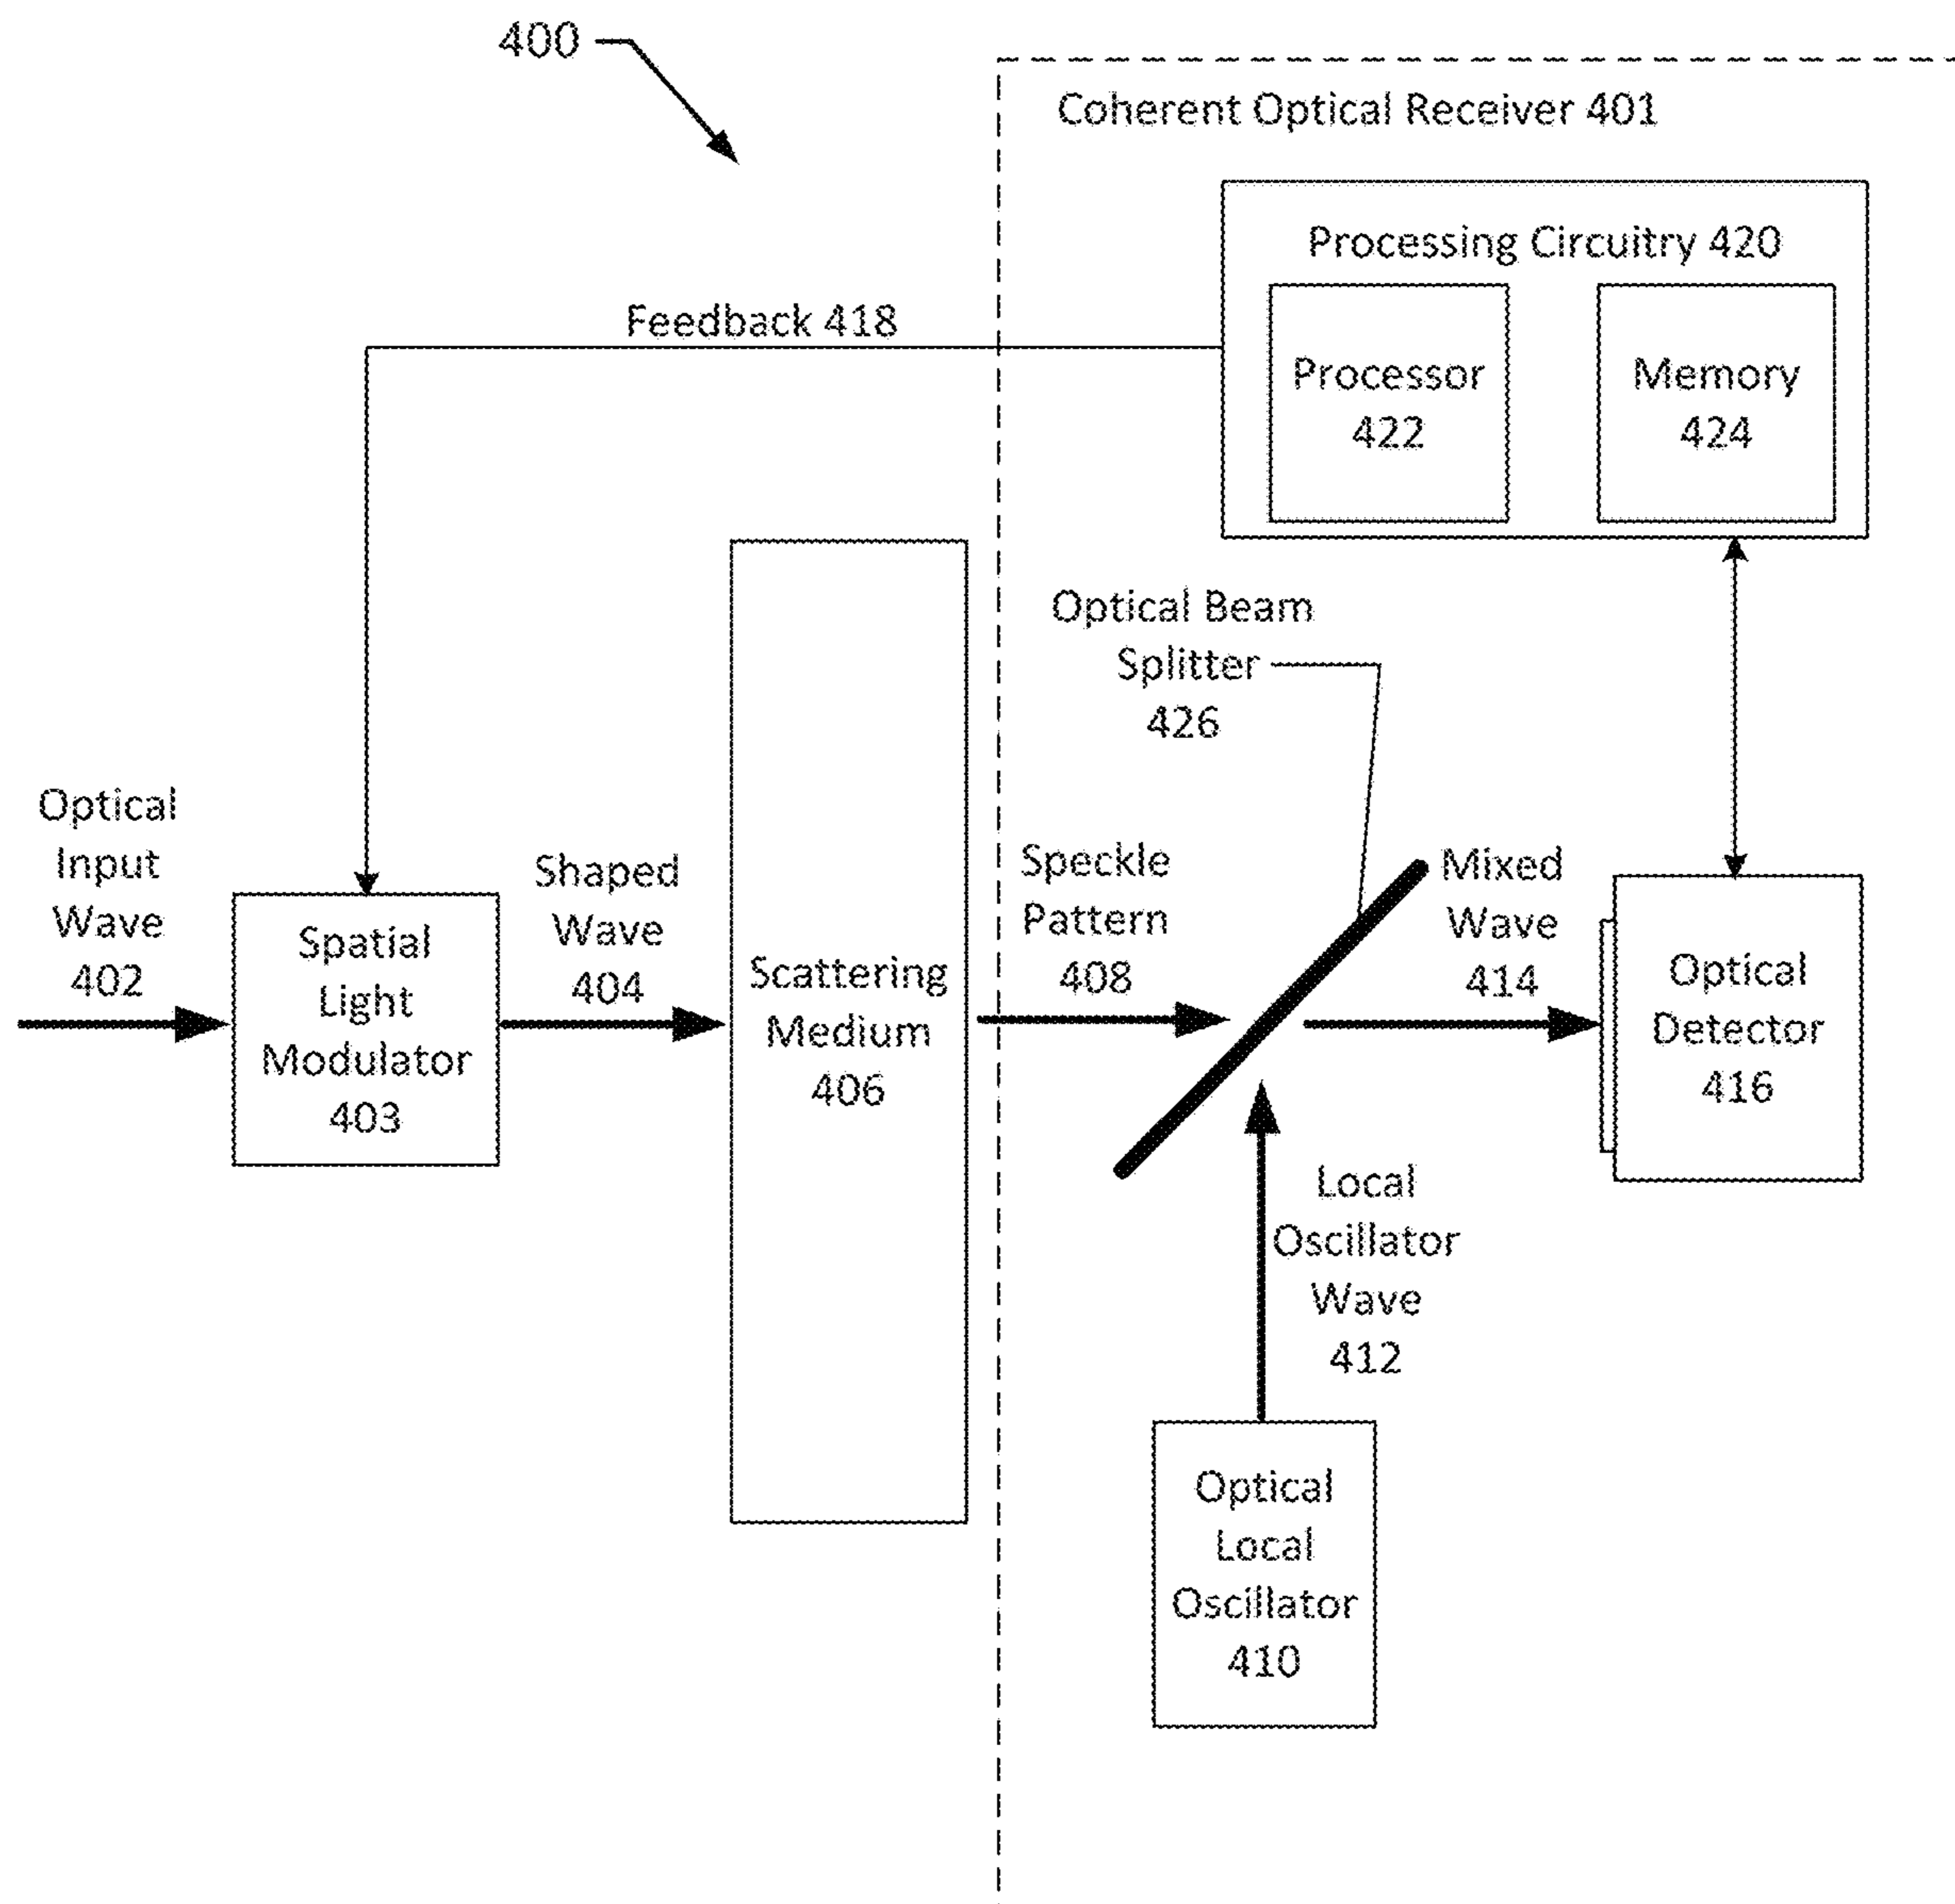 400
Coherent Optical Receiver 401
Processing Circuitry 420
Processor
422
Memory
424
Feedback 418
Optical Beam
Splitter
426
Optical
Input
Wave
402
Spatial
Light
Modulator
403
Shaped
Wave
404
Scattering
Medium
406
Speckle
Pattern
408
Mixed
Wave
414
Optical
Detector
416
Local
Oscillator
Wave
412
Optical
Local
Oscillator
410